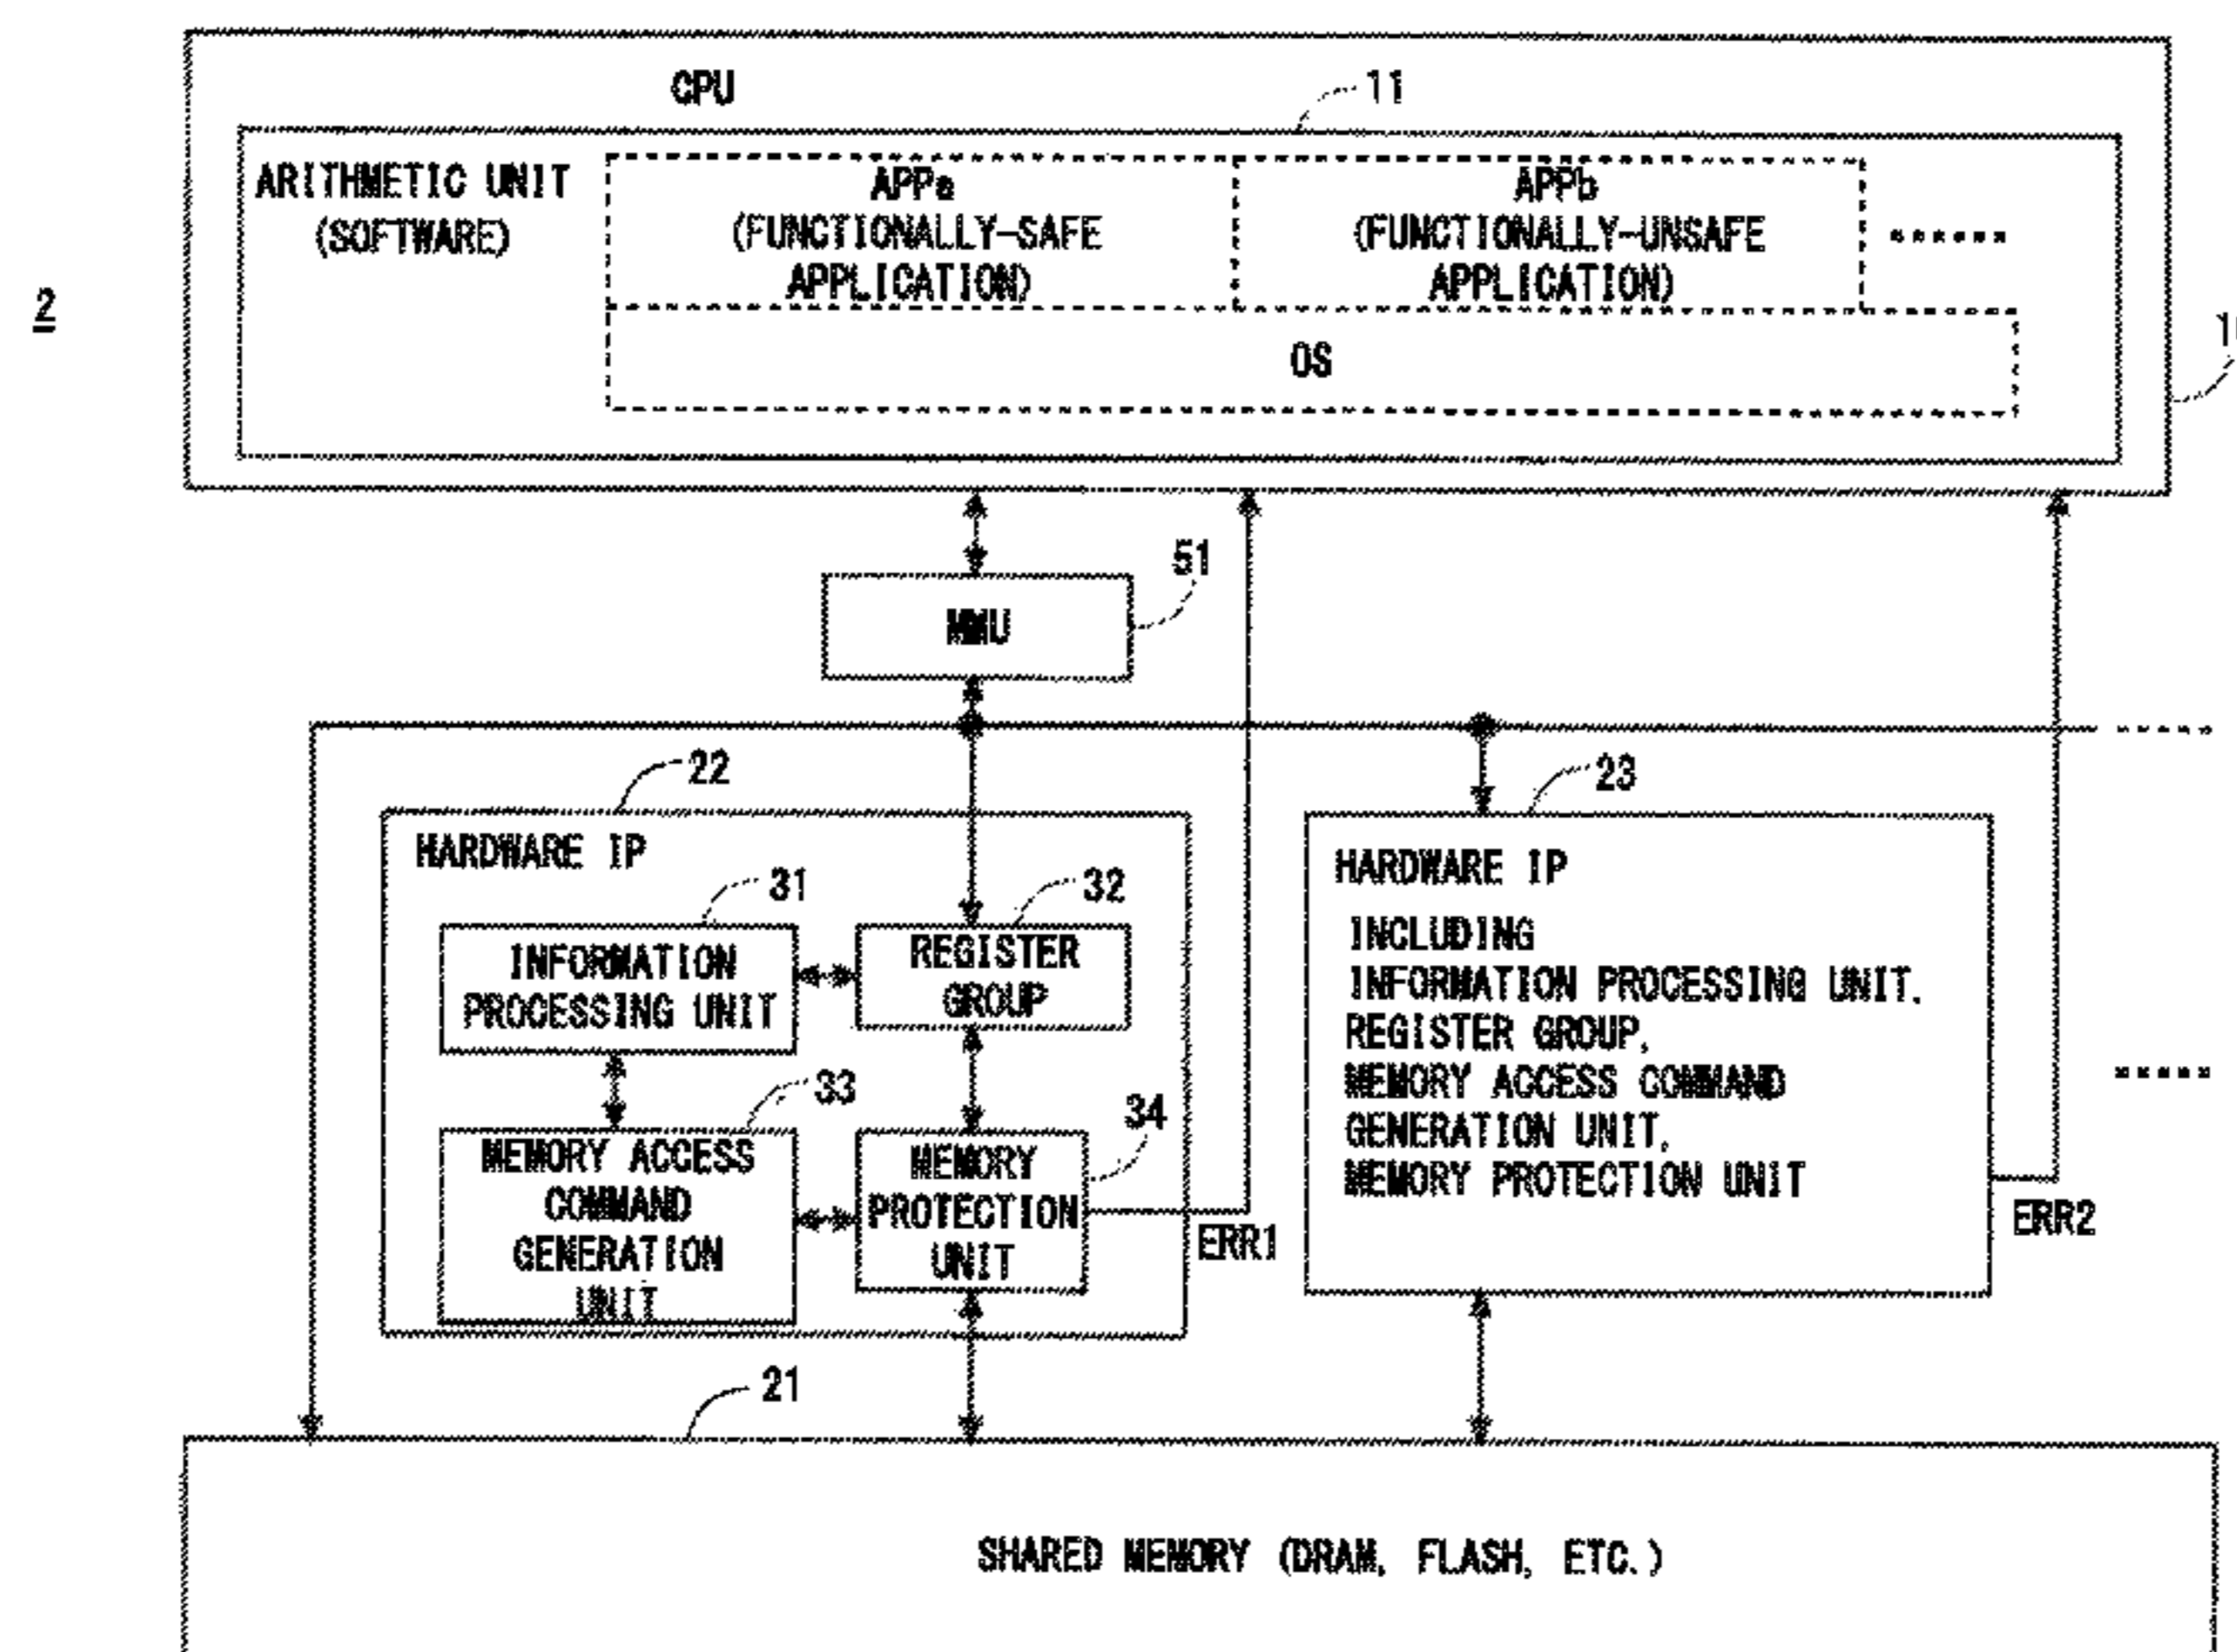 CPU
11
ARITHMETIC UNIT
(SOFTWARE)
APPa
(FUNCTIONALLY-SAFE
APPLICATION)
APPb
(FUNCTIONALLY-UNSAFE
APPLICATION)
......
OS
2
51
MMU
22
HARDWARE IP
31
INFORMATION
PROCESSING UNIT
32
REGISTER
GROUP
33
MEMORY ACCESS
COMMAND
GENERATION
UNIT
34
MEMORY
PROTECTION
UNIT
ERR1
23
HARDWARE IP
INCLUDING
INFORMATION PROCESSING UNIT,
REGISTER GROUP,
MEMORY ACCESS COMMAND
GENERATION UNIT,
MEMORY PROTECTION UNIT
ERR2
.....
.....
21
SHARED MEMORY (DRAM, FLASH, ETC.)